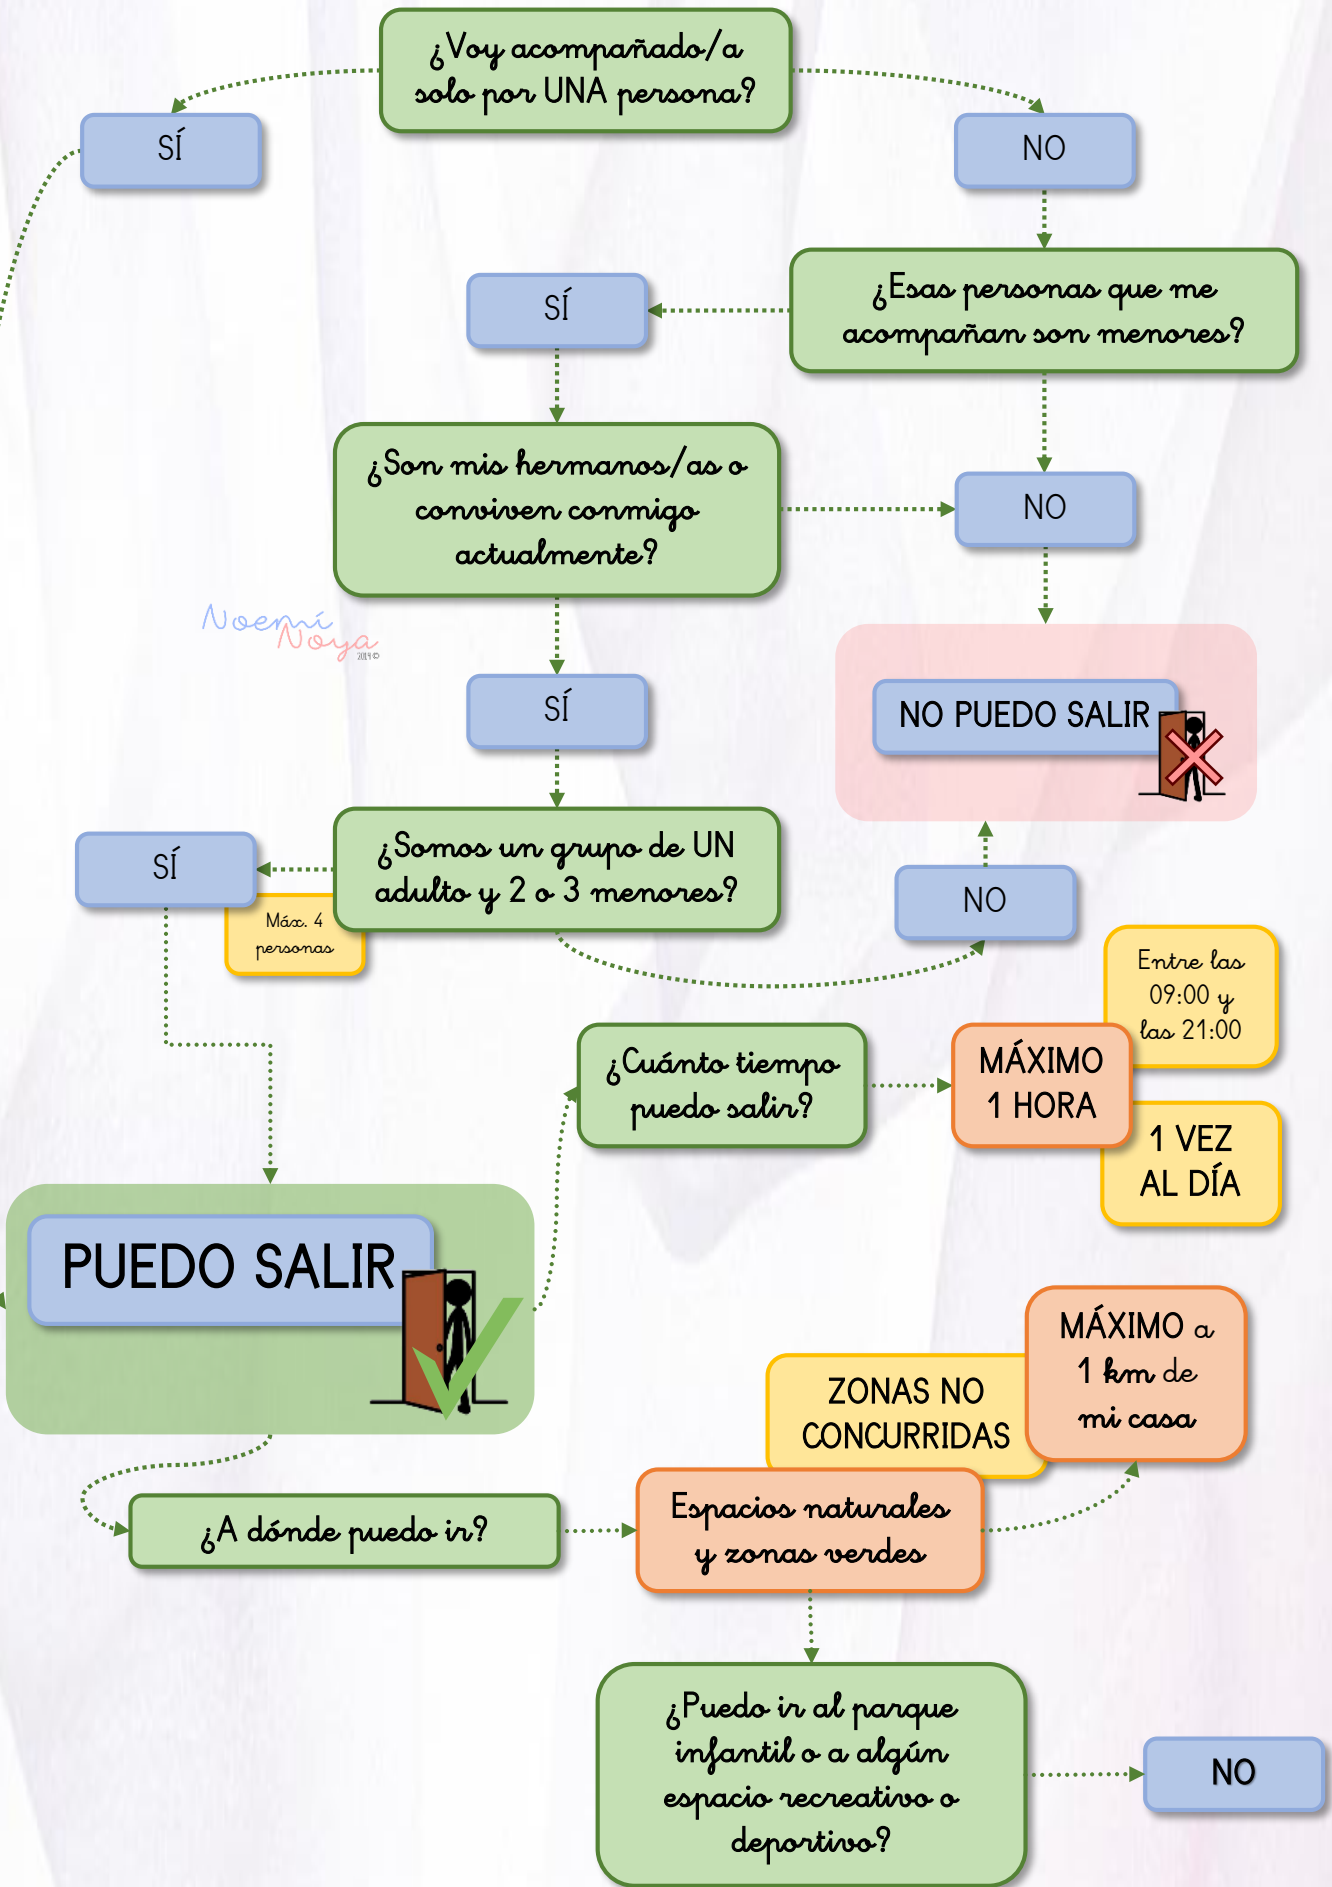 ¿Voy acompañado/a
solo por UNA persona?
SÍ
NO
¿Esas personas que me
acompañan son menores?
SÍ
¿Son mis hermanos/as o
conviven conmigo
actualmente?
NO
Noemí
Noya
2019 ©
SÍ
NO PUEDO SALIR
¿Somos un grupo de UN
adulto y 2 o 3 menores?
SÍ
Máx. 4
personas
NO
Entre las
09:00 y
las 21:00
¿Cuánto tiempo
puedo salir?
MÁXIMO
1 HORA
1 VEZ
AL DÍA
PUEDO SALIR
MÁXIMO a
1 km de
mi casa
ZONAS NO
CONCURRIDAS
¿A dónde puedo ir?
Espacios naturales
y zonas verdes
¿Puedo ir al parque
infantil o a algún
espacio recreativo o
deportivo?
NO